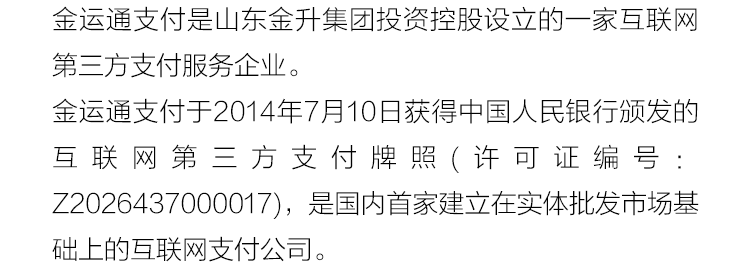 金运通支付是山东金升集团投资控股设立的一家互联网
第三方支付服务企业。
金运通支付于2014年7月10日获得中国人民银行颁发的
互联网第三方支付牌照(许可证编号：
Z2026437000017)，是国内首家建立在实体批发市场基
础上的互联网支付公司。